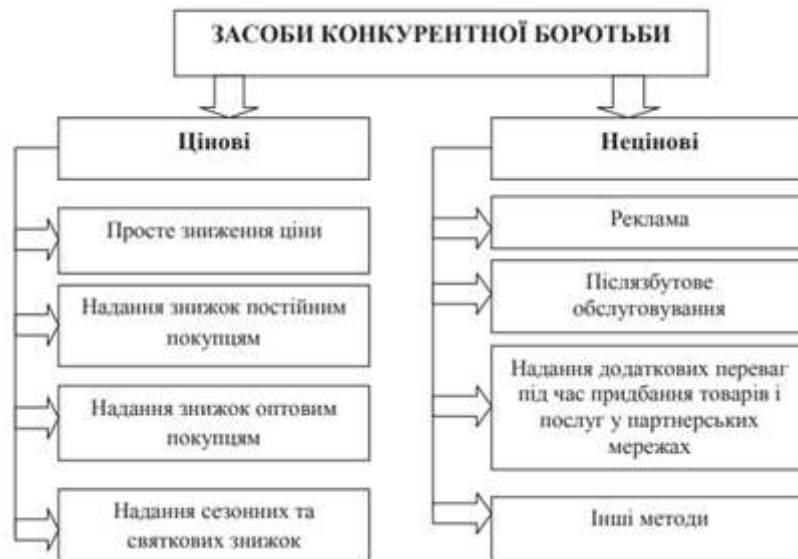 ЗАСОБИ КОНКУРЕНТНОЇ БОРОТЬБИ
Цінові
Просте зниження ціни
Надання знижок постійним
покупцям
Надання знижок оптовим
покупцям
Надання сезонних та
святкових знижок
Нецінові
Реклама
Післязбутове
обслуговування
Надання додаткових переваг
під час придбання товарів і
послуг у партнерських
мережах
Інші методи